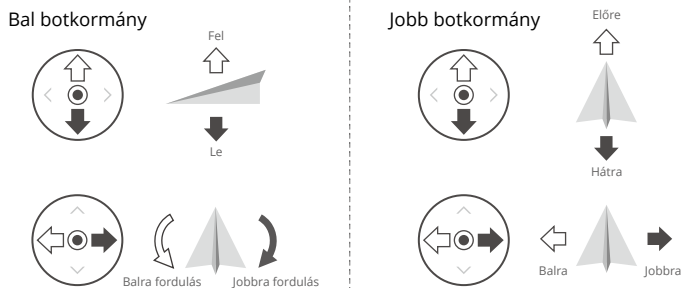 Bal botkormány
Fel
Le
Balra fordulás
Jobbra fordulás
Jobb botkormány
Előre
Hátra
Balra
Jobbra